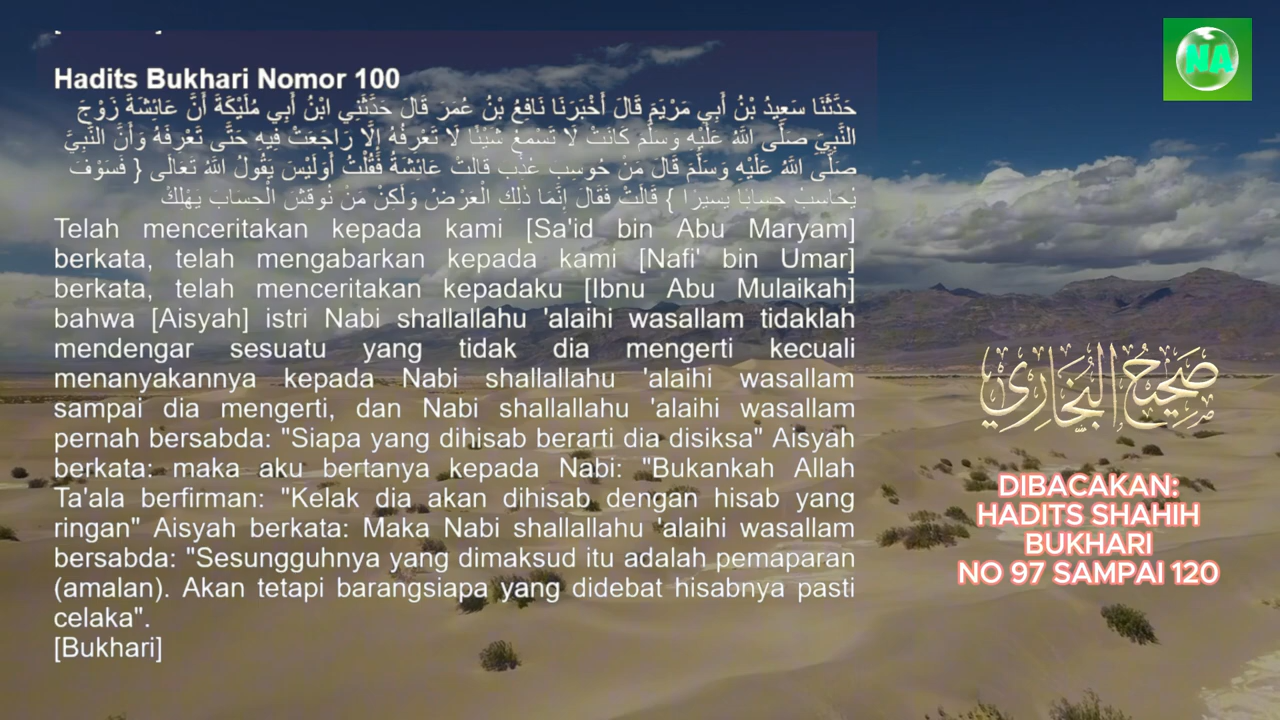 Hadits Bukhari Nomor 100
حَدَّثَنَا سَعِيدُ بْنُ أَبِي مَرْيَمَ قَالَ أَخْبَرَنَا نَافِعُ بْنُ عُمَرَ قَالَ حَدَّثَنِي ابْنُ أَبِي مُلَيْكَةَ أَنَّ عَائِشَةَ زَوْجَ
النَّبِيِّ صَلَّى اللَّهُ عَلَيْهِ وَسَلَّمَ كَانَتْ لَا تَسْمَعُ شَيْئًا لَا تَعْرِفُهُ إِلَّا رَاجَعَتْ فِيهِ حَتَّى تَعْرِفَهُ وَأَنَّ النَّبِيَّ
صَلَّى اللَّهُ عَلَيْهِ وَسَلَّمَ قَالَ مَنْ حُوسِبَ عُذِّبَ قَالَتْ عَائِشَةُ فَقُلْتُ أَوَلَيْسَ يَقُولُ اللَّهُ تَعَالَى { فَسَوْفَ
يُحَاسَبُ حِسَابًا يَسِيرًا } قَالَتْ فَقَالَ إِنَّمَا ذَلِكِ الْعَرْضُ وَلَكِنْ مَنْ نُوقِشَ الْحِسَابَ يَهْلِكْ
Telah menceritakan kepada kami [Sa'id bin Abu Maryam]
berkata, telah mengabarkan kepada kami [Nafi' bin Umar]
berkata, telah menceritakan kepadaku [Ibnu Abu Mulaikah]
bahwa [Aisyah] istri Nabi shallallahu 'alaihi wasallam tidaklah
mendengar sesuatu yang tidak dia mengerti kecuali
menanyakannya kepada Nabi shallallahu 'alaihi wasallam
sampai dia mengerti, dan Nabi shallallahu 'alaihi wasallam
pernah bersabda: "Siapa yang dihisab berarti dia disiksa" Aisyah
berkata: maka aku bertanya kepada Nabi: "Bukankah Allah
Ta'ala berfirman: "Kelak dia akan dihisab dengan hisab yang
ringan" Aisyah berkata: Maka Nabi shallallahu 'alaihi wasallam
bersabda: "Sesungguhnya yang dimaksud itu adalah pemaparan
(amalan). Akan tetapi barangsiapa yang didebat hisabnya pasti
celaka".
[Bukhari]
NA
صَحِيحُ الْبُخَارِي
DIBACAKAN:
HADITS SHAHIH
BUKHARI
NO 97 SAMPAI 120